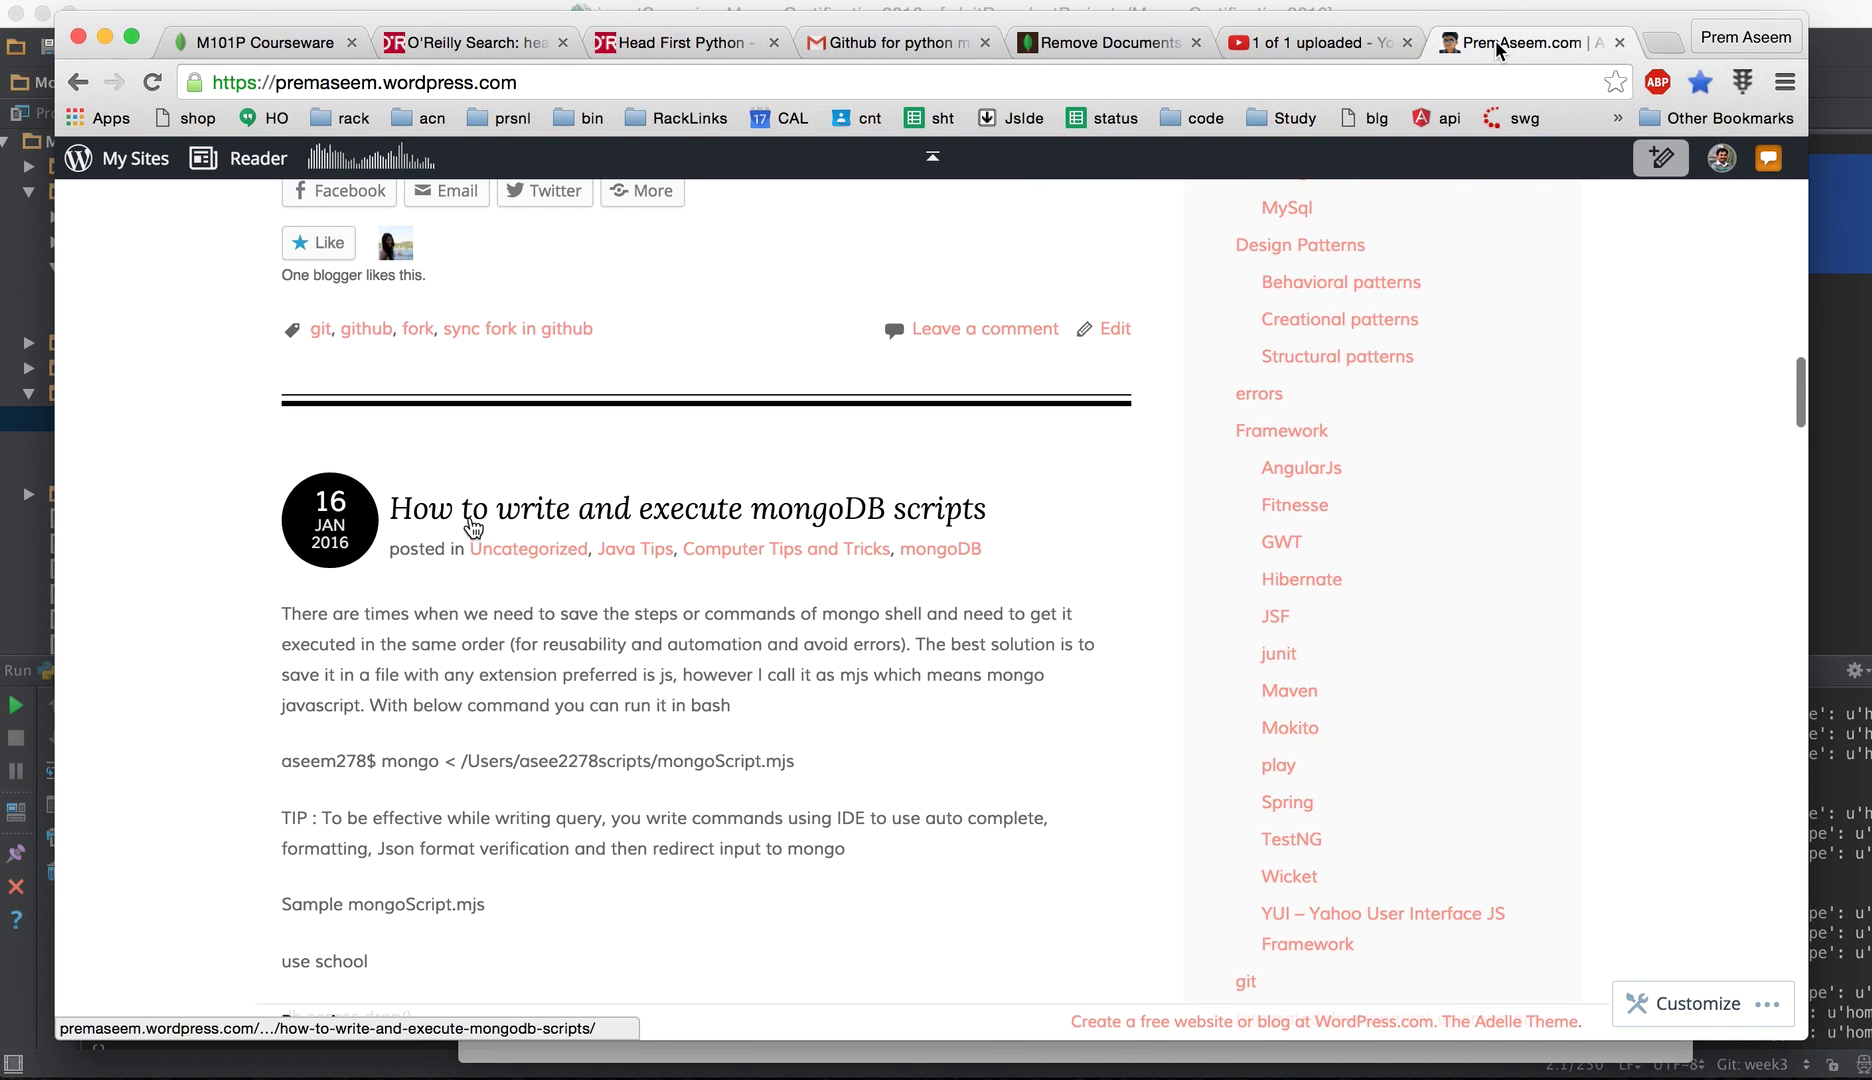 M101P Courseware
O'Reilly Search: hea
Head First Python -
Github for python m
Remove Documents
1 of 1 uploaded - Yo
PremAseem.com | A
Prem Aseem
https://premaseem.wordpress.com
ABP
Apps
shop
HO
rack
acn
prsnl
bin
RackLinks
17 CAL
cnt
sht
JsIde
status
code
Study
blg
api
swg
»
Other Bookmarks
My Sites
Reader
Facebook
Email
Twitter
More
Like
One blogger likes this.
git, github, fork, sync fork in github
Leave a comment
Edit
16
JAN
2016
How to write and execute mongoDB scripts
posted in Uncategorized, Java Tips, Computer Tips and Tricks, mongoDB
There are times when we need to save the steps or commands of mongo shell and need to get it
executed in the same order (for reusability and automation and avoid errors). The best solution is to
save it in a file with any extension preferred is js, however I call it as mjs which means mongo
javascript. With below command you can run it in bash
aseem278$ mongo < /Users/asee2278scripts/mongoScript.mjs
TIP : To be effective while writing query, you write commands using IDE to use auto complete,
formatting, Json format verification and then redirect input to mongo
Sample mongoScript.mjs
use school
MySql
Design Patterns
Behavioral patterns
Creational patterns
Structural patterns
errors
Framework
AngularJs
Fitnesse
GWT
Hibernate
JSF
junit
Maven
Mokito
play
Spring
TestNG
Wicket
YUI – Yahoo User Interface JS
Framework
git
Customize
Create a free website or blog at WordPress.com. The Adelle Theme.
premaseem.wordpress.com/.../how-to-write-and-execute-mongodb-scripts/
Run
Git: week3